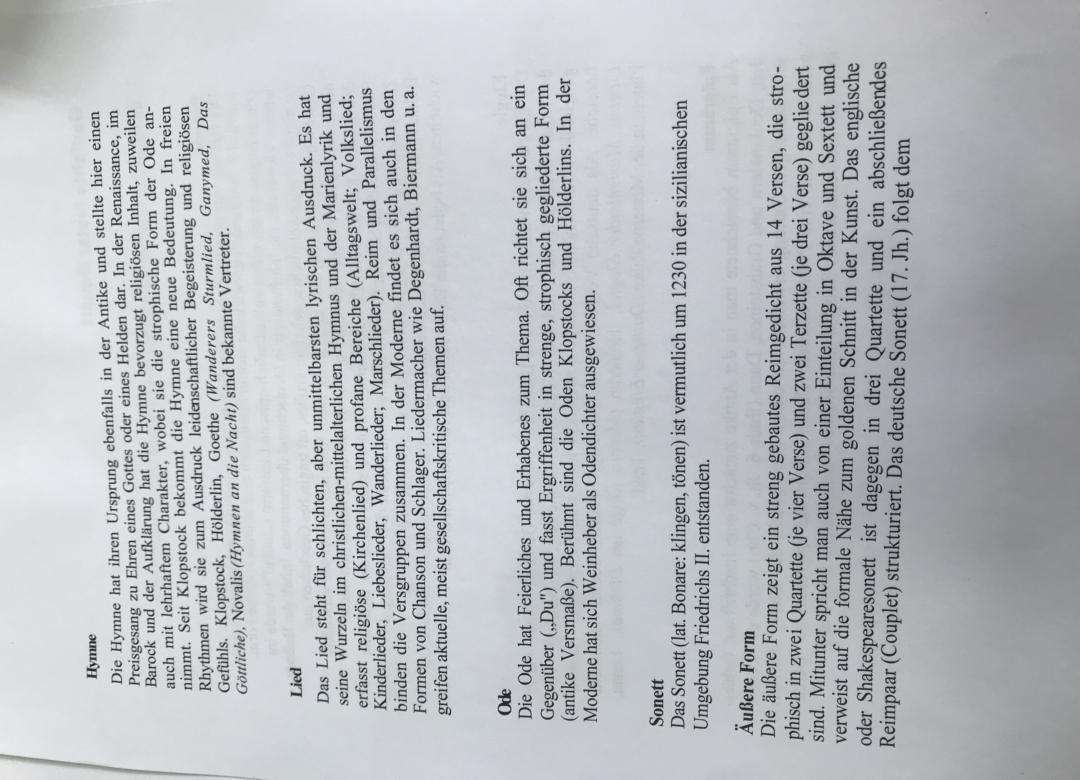 Hymne
Die Hymne hat ihren Ursprung ebenfalls in der Antike und stellte hier einen
Preisgesang zu Ehren eines Gottes oder eines Helden dar. In der Renaissance, im
Barock und der Aufklärung hat die Hymne bevorzugt religiösen Inhalt, zuweilen
auch mit lehrhaftem Charakter, wobei sie die strophische Form der Ode an-
nimmt. Seit Klopstock bekommt die Hymne eine neue Bedeutung. In freien
Rhythmen wird sie zum Ausdruck leidenschaftlicher Begeisterung und religiösen
Gefühls. Klopstock, Hölderlin, Goethe (Wanderers Sturmlied, Ganymed, Das
Göttliche), Novalis (Hymnen an die Nacht) sind bekannte Vertreter.
Lied
Das Lied steht für schlichten, aber unmittelbarsten lyrischen Ausdruck. Es hat
seine Wurzeln im christlichen-mittelalterlichen Hymnus und der Marienlyrik und
erfasst religiöse (Kirchenlied) und profane Bereiche (Alltagswelt; Volkslied;
Kinderlieder, Liebeslieder, Wanderlieder; Marschlieder). Reim und Parallelismus
binden die Versgruppen zusammen. In der Moderne findet es sich auch in den
Formen von Chanson und Schlager. Liedermacher wie Degenhardt, Biermann u. a.
greifen aktuelle, meist gesellschaftskritische Themen auf.
Ode
Die Ode hat Feierliches und Erhabenes zum Thema. Oft richtet sie sich an ein
Gegenüber („Du") und fasst Ergriffenheit in strenge, strophisch gegliederte Form
(antike Versmaße). Berühmt sind die Oden Klopstocks und Hölderlins. In der
Moderne hat sich Weinheber als Odendichter ausgewiesen.
Sonett
Das Sonett (lat. Bonare: klingen, tönen) ist vermutlich um 1230 in der sizilianischen
Umgebung Friedrichs II. entstanden.
Äußere Form
Die äußere Form zeigt ein streng gebautes Reimgedicht aus 14 Versen, die stro-
phisch in zwei Quartette (je vier Verse) und zwei Terzette (je drei Verse) gegliedert
sind. Mitunter spricht man auch von einer Einteilung in Oktave und Sextett und
verweist auf die formale Nähe zum goldenen Schnitt in der Kunst. Das englische
oder Shakespearesonett ist dagegen in drei Quartette und ein abschließendes
Reimpaar (Couplet) strukturiert. Das deutsche Sonett (17. Jh.) folgt dem